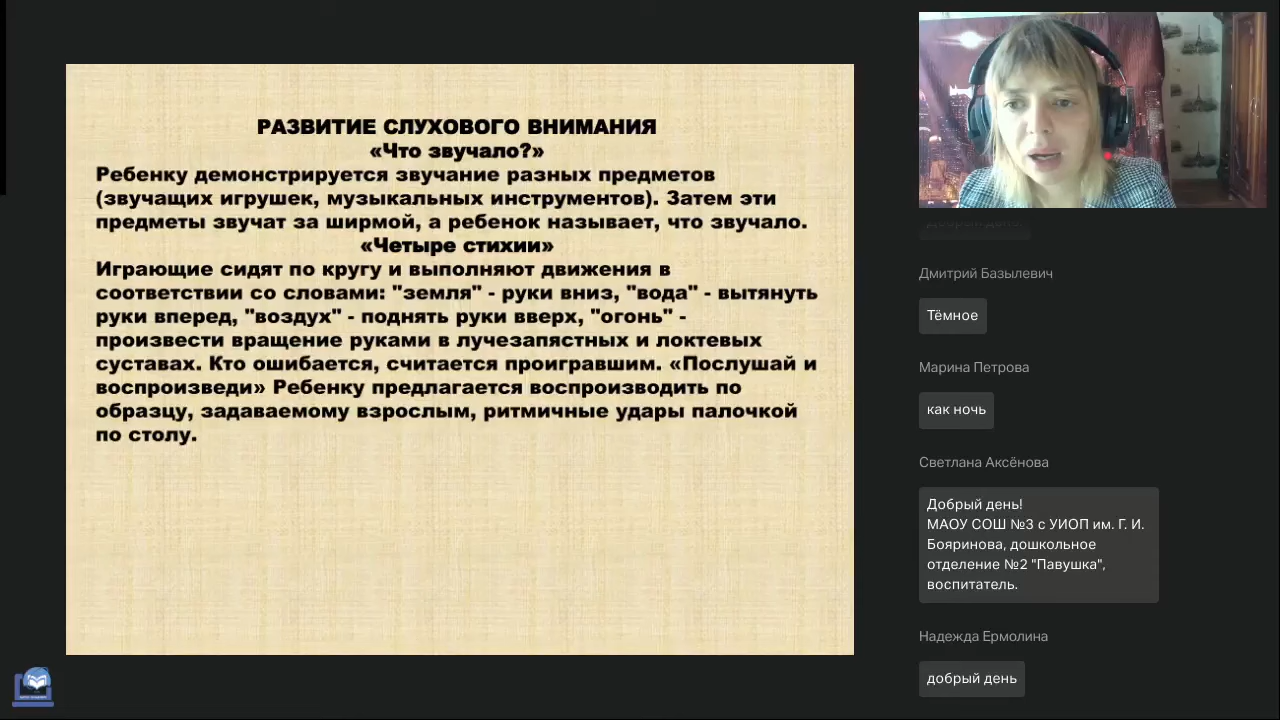 РАЗВИТИЕ СЛУХОВОГО ВНИМАНИЯ
«Что звучало?»
Ребенку демонстрируется звучание разных предметов
(звучащих игрушек, музыкальных инструментов). Затем эти
предметы звучат за ширмой, а ребенок называет, что звучало.
«Четыре стихии»
Играющие сидят по кругу и выполняют движения в
соответствии со словами: "земля" - руки вниз, "вода" - вытянуть
руки вперед, "воздух" - поднять руки вверх, "огонь" -
произвести вращение руками в лучезапястных и локтевых
суставах. Кто ошибается, считается проигравшим. «Послушай и
воспроизведи» Ребенку предлагается воспроизводить по
образцу, задаваемому взрослым, ритмичные удары палочкой
по столу.
Дмитрий Базылевич
Тёмное
Марина Петрова
как ночь
Светлана Аксёнова
Добрый день!
МАОУ СОШ №3 с УИОП им. Г. И.
Бояринова, дошкольное
отделение №2 "Павушка",
воспитатель.
Надежда Ермолина
добрый день